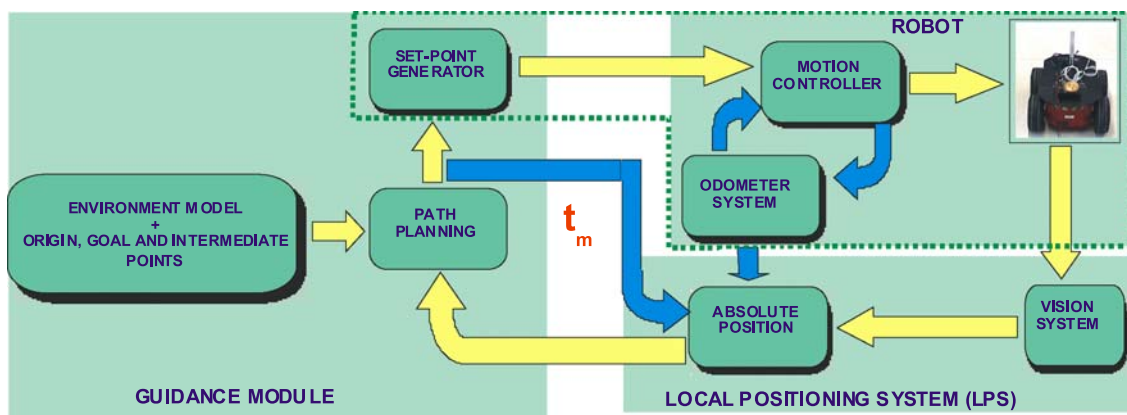 ROBOT
SET-POINT
GENERATOR
MOTION
CONTROLLER
ODOMETER
SYSTEM
ENVIRONMENT MODEL
+
ORIGIN, GOAL AND INTERMEDIATE
POINTS
PATH
PLANNING
tm
ABSOLUTE
POSITION
VISION
SYSTEM
GUIDANCE MODULE
LOCAL POSITIONING SYSTEM (LPS)